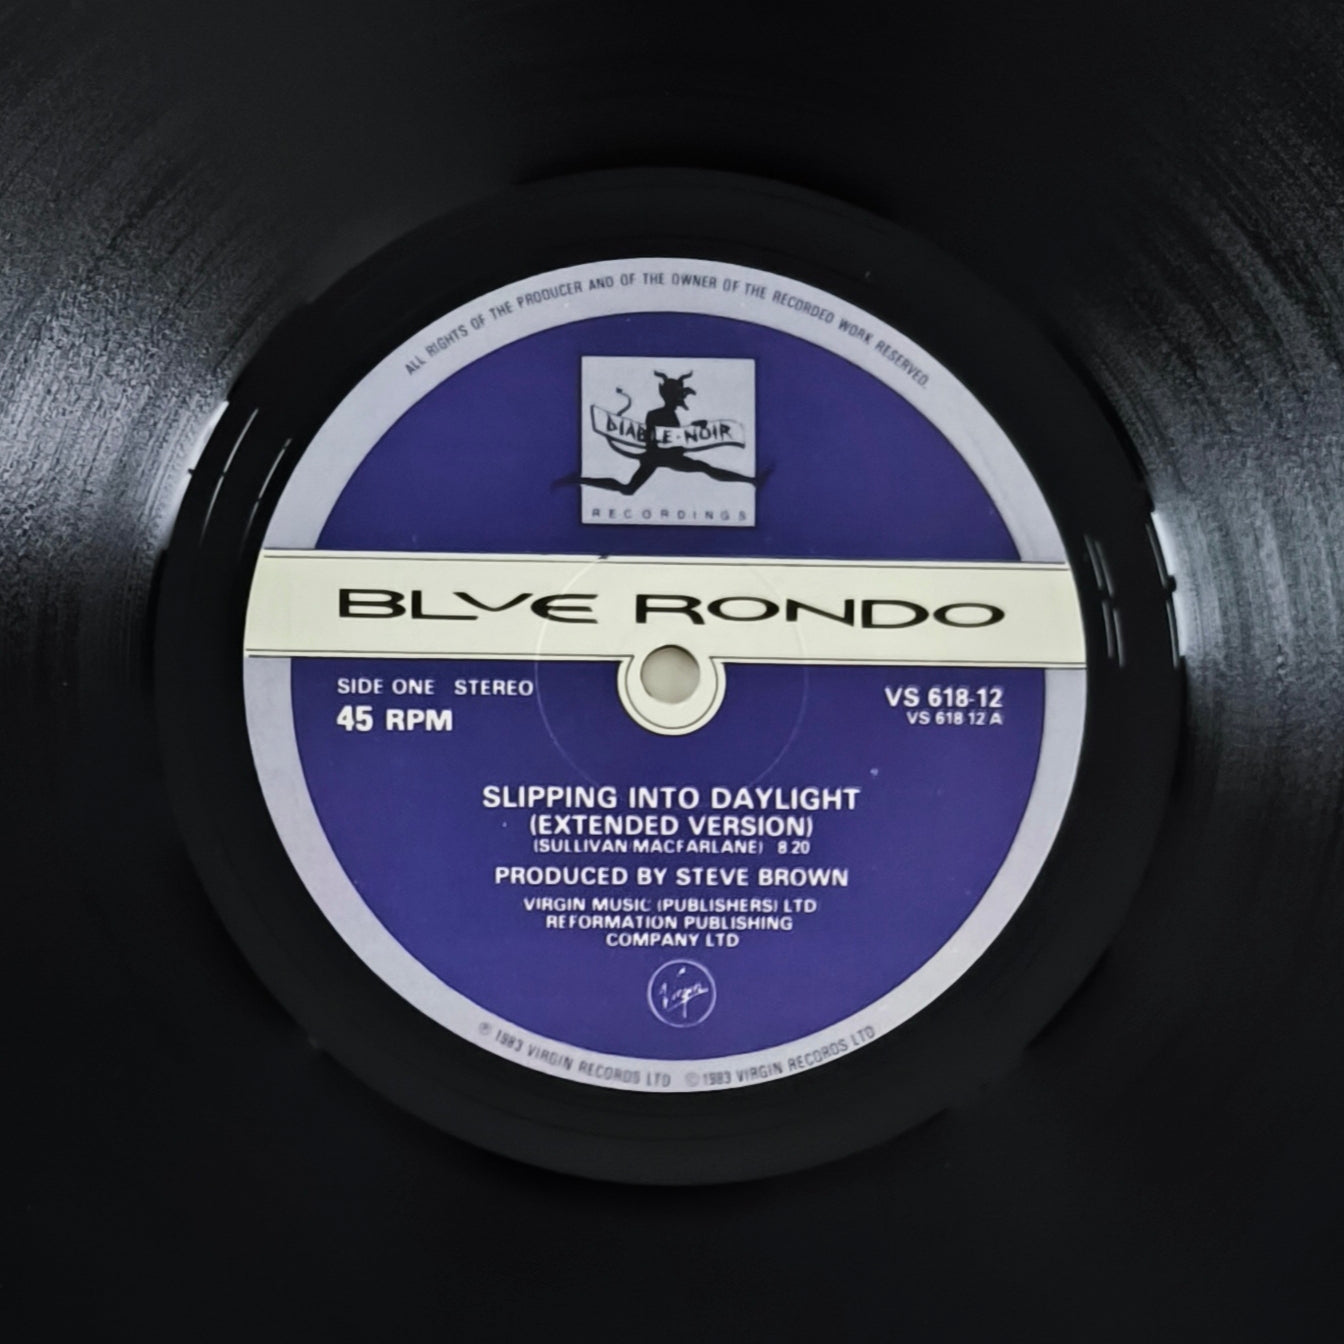 ALL RIGHTS OF THE PRODUCER AND OF THE OWNER OF THE RECORDED WORK RESERVED.
DIABLE-NOIR
RECORDINGS
BLVE RONDO
SIDE ONE STEREO
45 RPM
VS 618-12
VS 618 12 A
SLIPPING INTO DAYLIGHT
(EXTENDED VERSION)
(SULLIVAN MACFARLANE) 8 20
PRODUCED BY STEVE BROWN
VIRGIN MUSIC (PUBLISHERS) LTD
REFORMATION PUBLISHING
COMPANY LTD
Virgin
℗ 1983 VIRGIN RECORDS LTD © 1983 VIRGIN RECORDS LTD